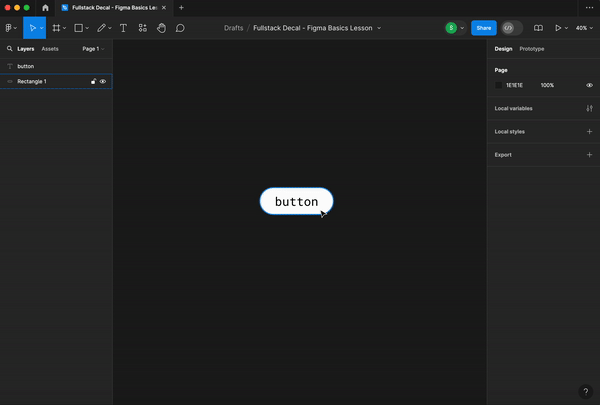 Fullstack Decal - Figma Basics Le
Drafts / Fullstack Decal - Figma Basics Lesson
S
Share
40%
Layers
Assets
Page 1
Design
Prototype
button
Rectangle 1
Page
1E1E1E
100%
Local variables
Local styles
Export
button
?